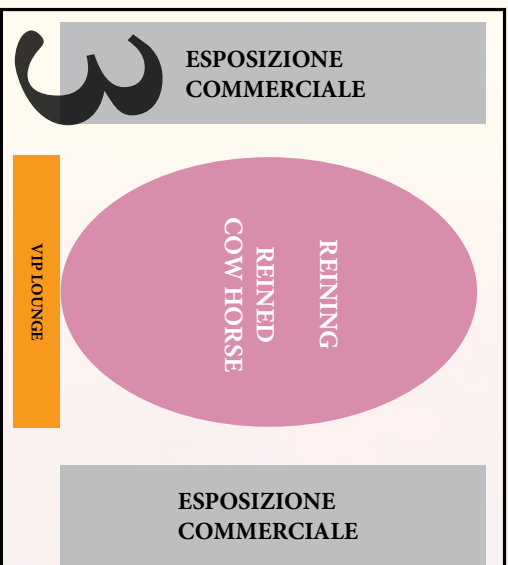 3
ESPOSIZIONE
COMMERCIALE
VIP LOUNGE
REINING
REINED
COW HORSE
ESPOSIZIONE
COMMERCIALE